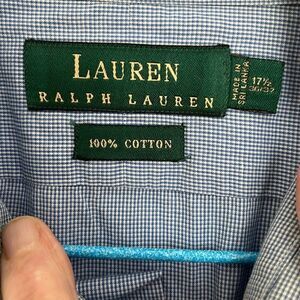 LAUREN
RALPH LAUREN
MADE IN
SRI LANKA
17½
100% COTTON